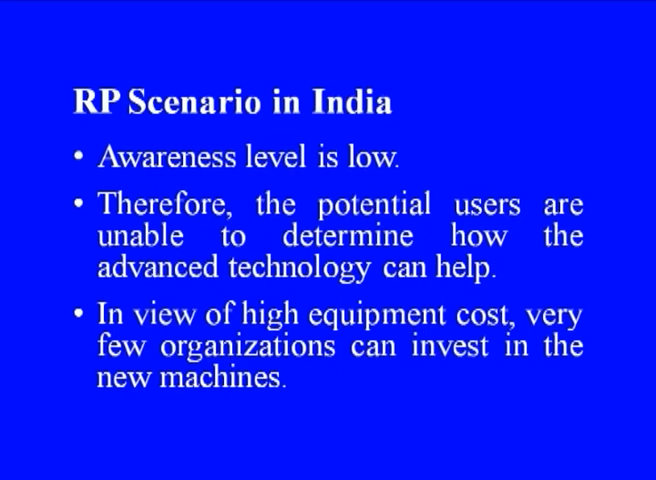 RP Scenario in India
• Awareness level is low.
• Therefore, the potential users are
unable to determine how the
advanced technology can help.
• In view of high equipment cost, very
few organizations can invest in the
new machines.